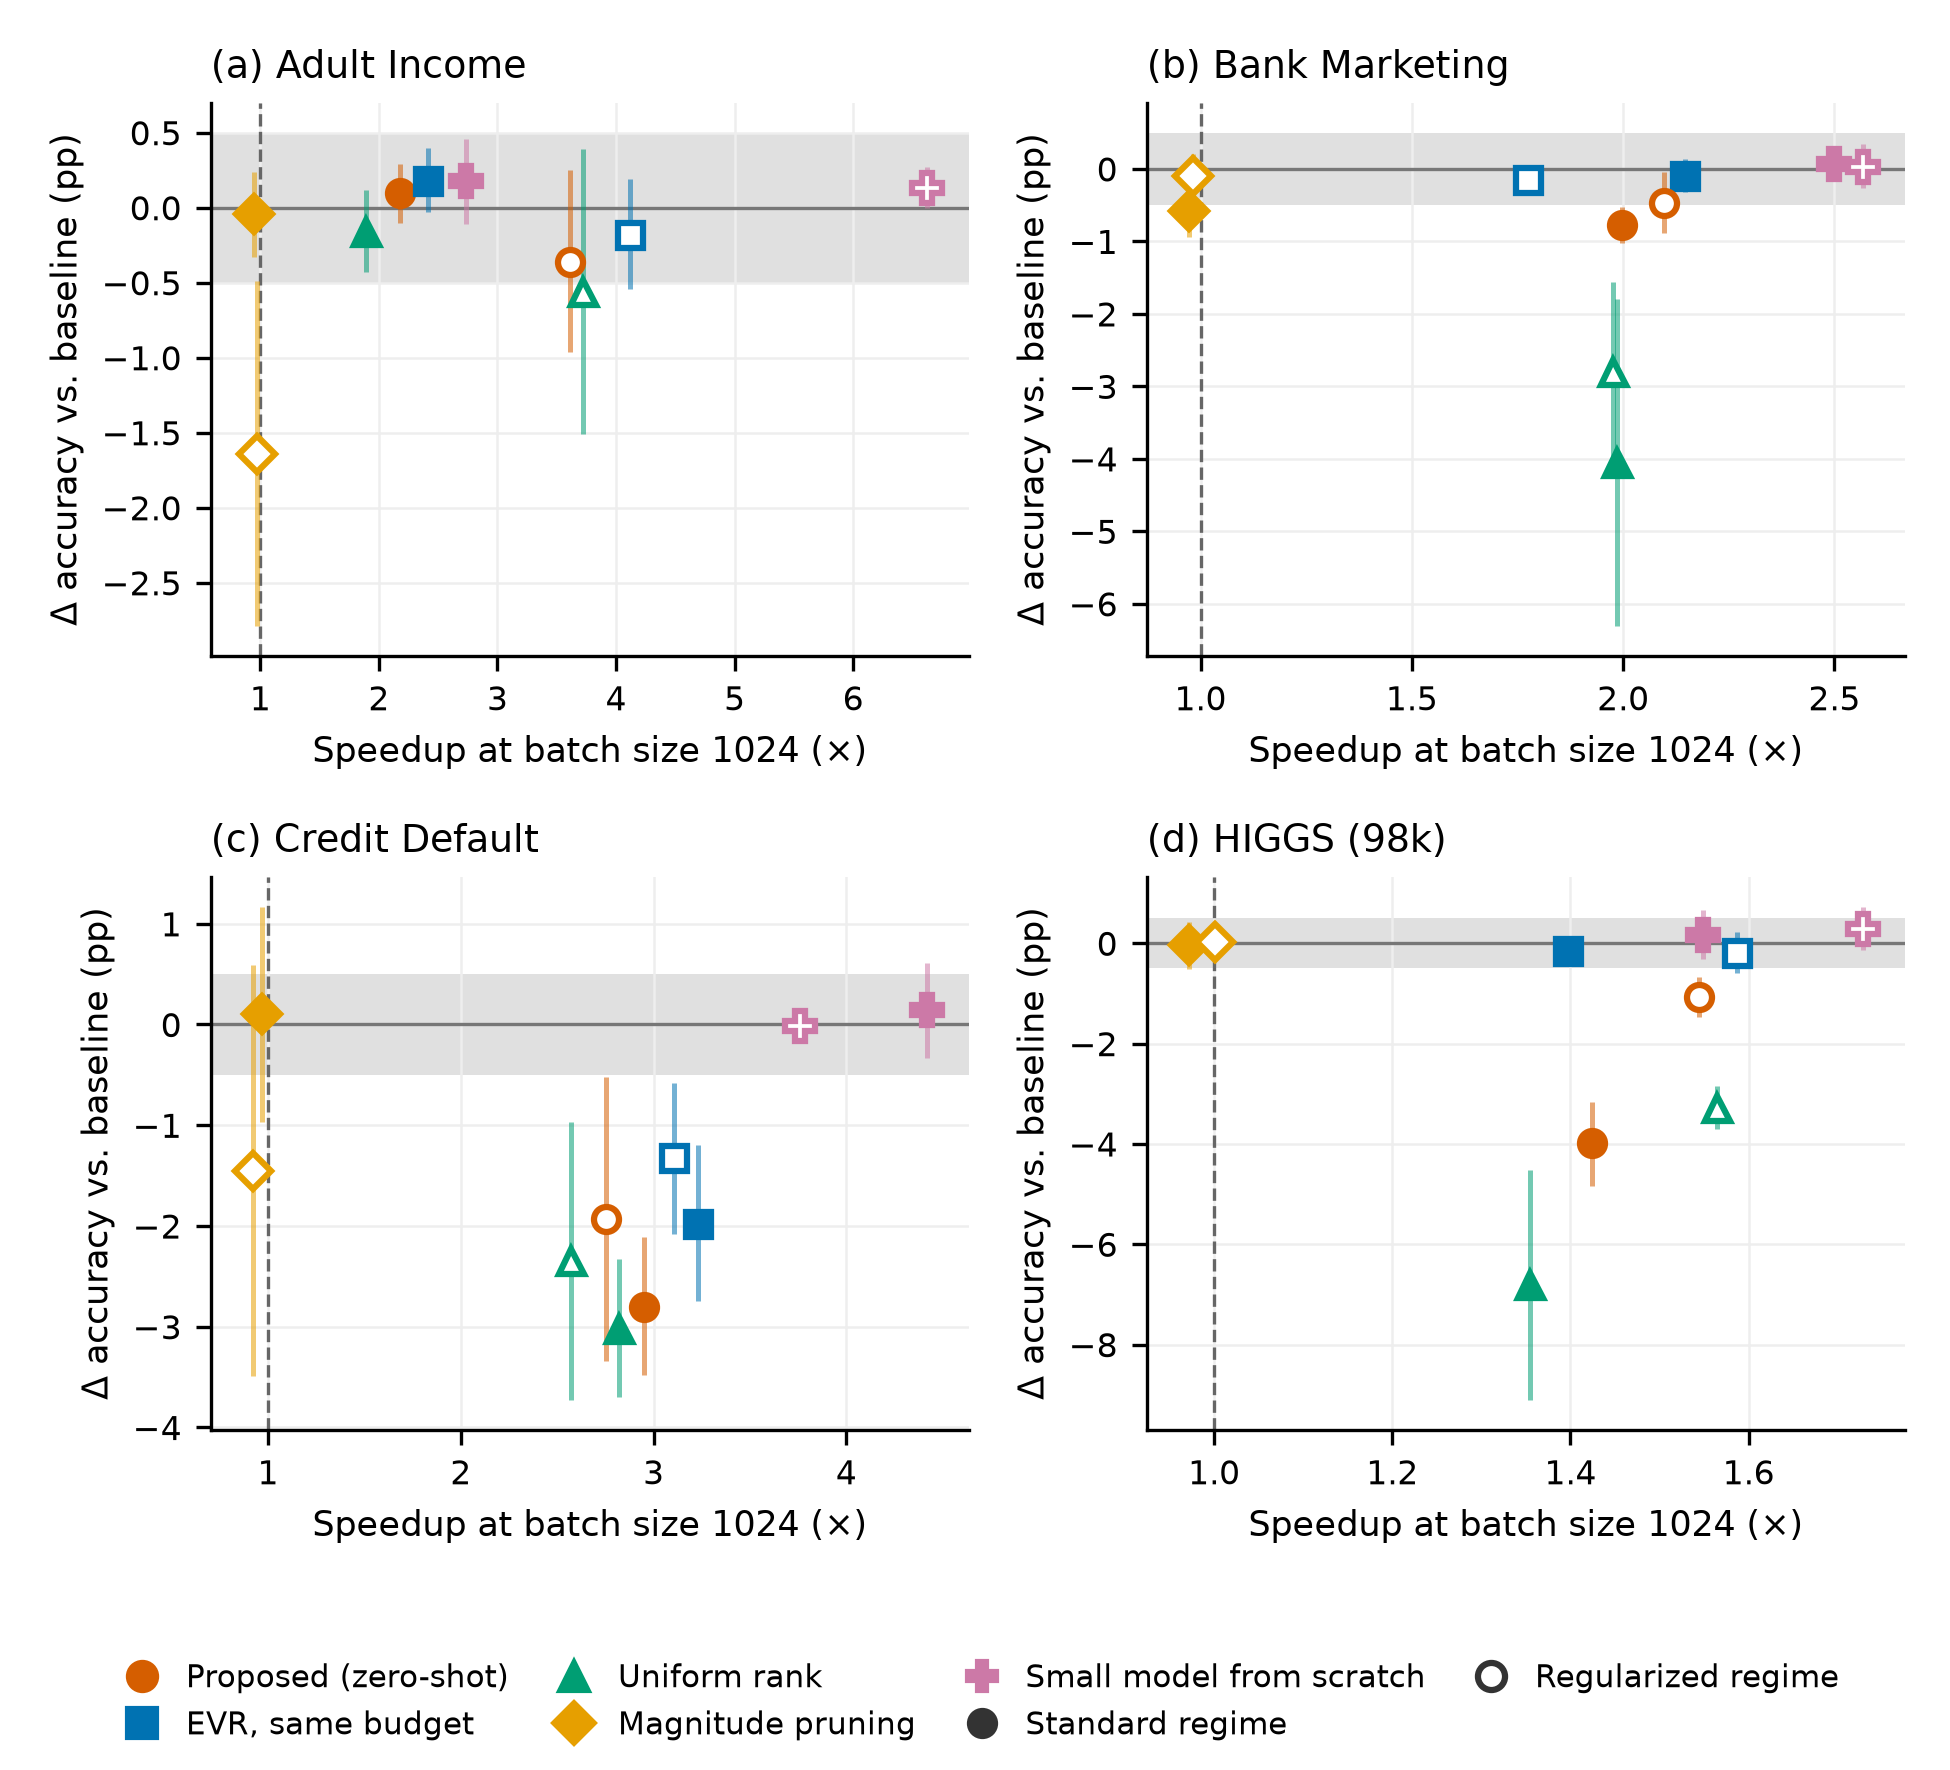 (a) Adult Income
0.5
0.0
−0.5
−1.0
−1.5
−2.0
−2.5
Δ accuracy vs. baseline (pp)
1 2 3 4 5 6
Speedup at batch size 1024 (×)
(b) Bank Marketing
0
−1
−2
−3
−4
−5
−6
Δ accuracy vs. baseline (pp)
1.0 1.5 2.0 2.5
Speedup at batch size 1024 (×)
(c) Credit Default
1
0
−1
−2
−3
−4
Δ accuracy vs. baseline (pp)
1 2 3 4
Speedup at batch size 1024 (×)
(d) HIGGS (98k)
0
−2
−4
−6
−8
Δ accuracy vs. baseline (pp)
1.0 1.2 1.4 1.6
Speedup at batch size 1024 (×)
Proposed (zero-shot)
EVR, same budget
Uniform rank
Magnitude pruning
Small model from scratch
Standard regime
Regularized regime